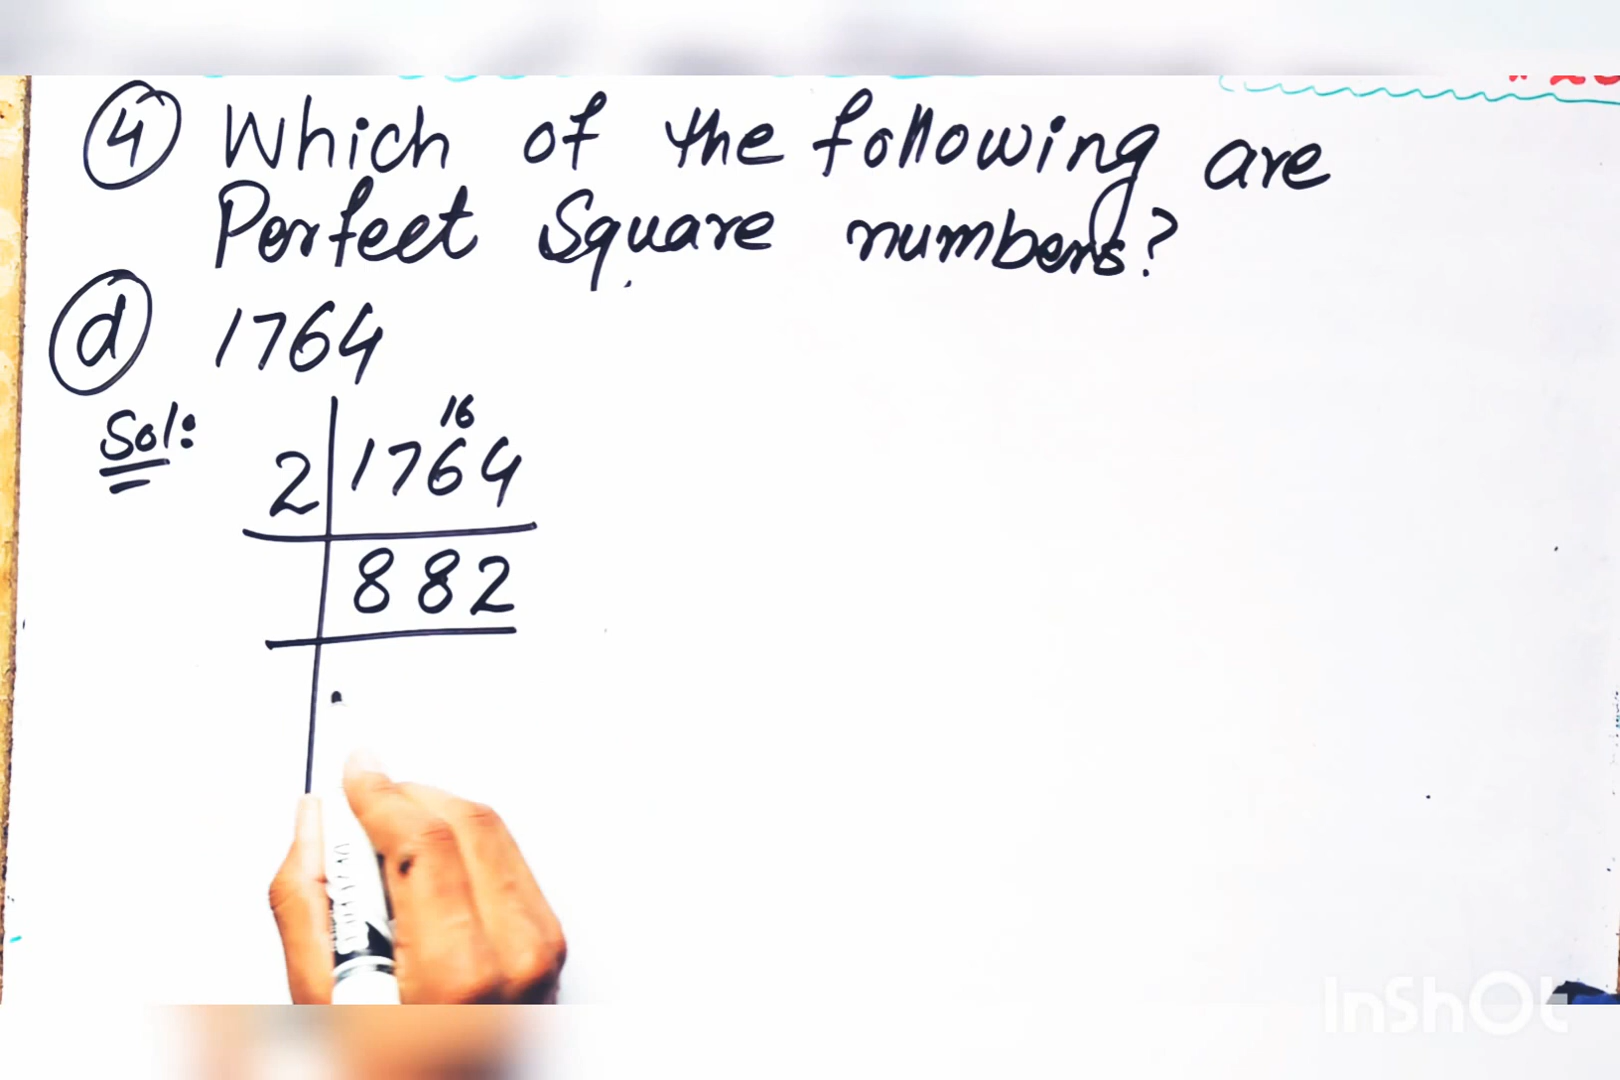 4 Which of the following are
Perfect Square numbers?
d 1764
Sol:
16
2 1764
882
InShOt